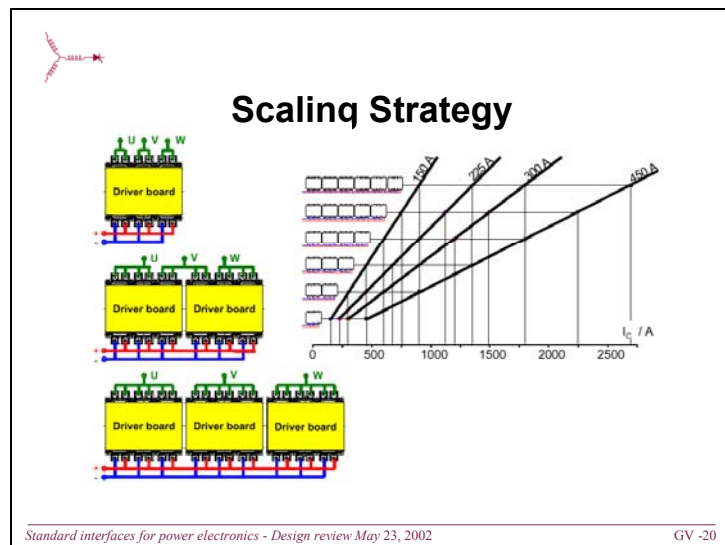 Scaling Strategy
U V W
Driver board
+
-
U V W
Driver board Driver board
+
-
U V W
Driver board Driver board Driver board
+
-
150 A 225 A 300 A 450 A
I_C / A
0 500 1000 1500 2000 2500
Standard interfaces for power electronics - Design review May 23, 2002 GV -20